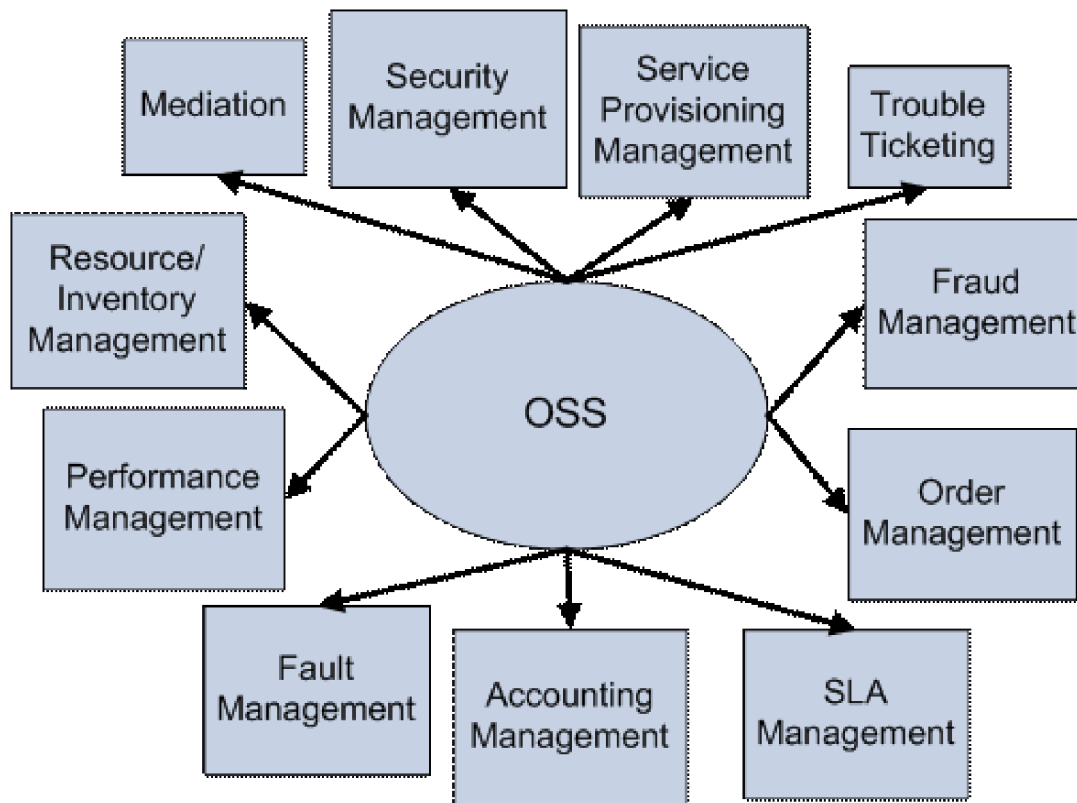 Mediation
Security
Management
Service
Provisioning
Management
Trouble
Ticketing
Resource/
Inventory
Management
Fraud
Management
OSS
Performance
Management
Order
Management
Fault
Management
Accounting
Management
SLA
Management